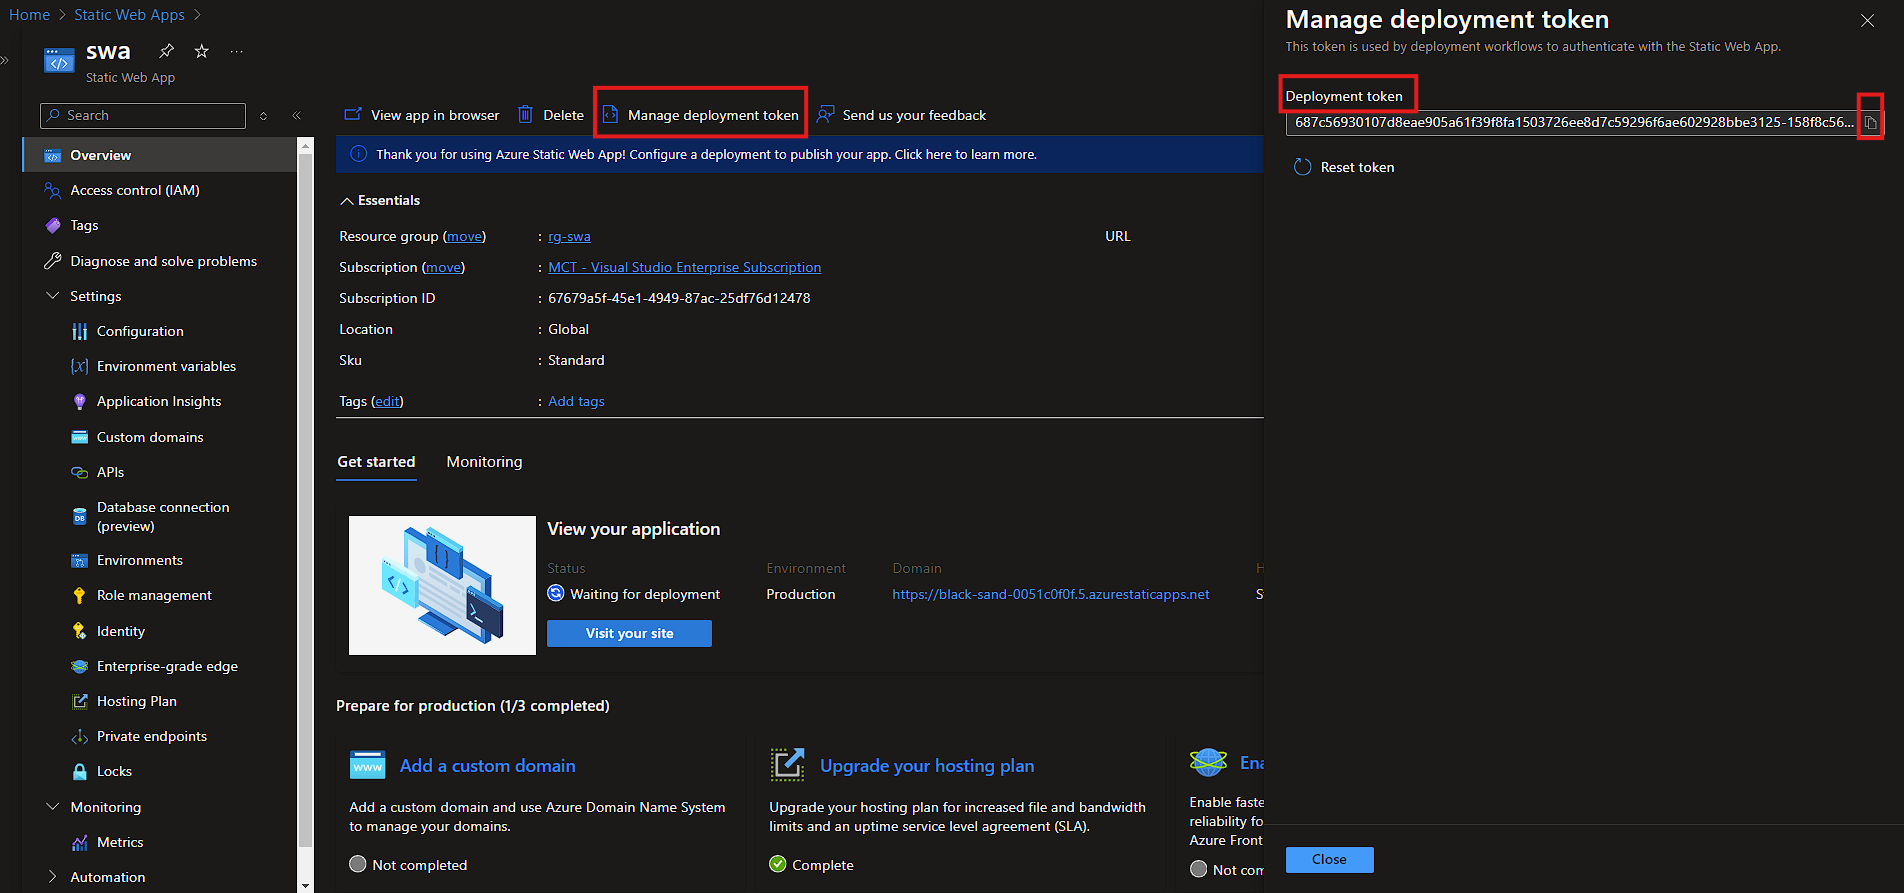 Home > Static Web Apps >
swa
Static Web App
Search
Overview
Access control (IAM)
Tags
Diagnose and solve problems
Settings
Configuration
Environment variables
Application Insights
Custom domains
APIs
Database connection
(preview)
Environments
Role management
Identity
Enterprise-grade edge
Hosting Plan
Private endpoints
Locks
Monitoring
Metrics
Automation
View app in browser
Delete
Manage deployment token
Send us your feedback
Thank you for using Azure Static Web App! Configure a deployment to publish your app. Click here to learn more.
Essentials
Resource group (move) : rg-swa
URL
Subscription (move) : MCT - Visual Studio Enterprise Subscription
Subscription ID : 67679a5f-45e1-4949-87ac-25df76d12478
Location : Global
Sku : Standard
Tags (edit) : Add tags
Get started Monitoring
View your application
Status Environment Domain H
Waiting for deployment Production https://black-sand-0051c0f0f.5.azurestaticapps.net S
Visit your site
Prepare for production (1/3 completed)
Add a custom domain
Add a custom domain and use Azure Domain Name System
to manage your domains.
Not completed
Upgrade your hosting plan
Upgrade your hosting plan for increased file and bandwidth
limits and an uptime service level agreement (SLA).
Complete
Ena
Enable faste
reliability fo
Azure Front
Not com
Manage deployment token
This token is used by deployment workflows to authenticate with the Static Web App.
Deployment token
687c56930107d8eae905a61f39f8fa1503726ee8d7c59296f6ae602928bbe3125-158f8c56...
Reset token
Close